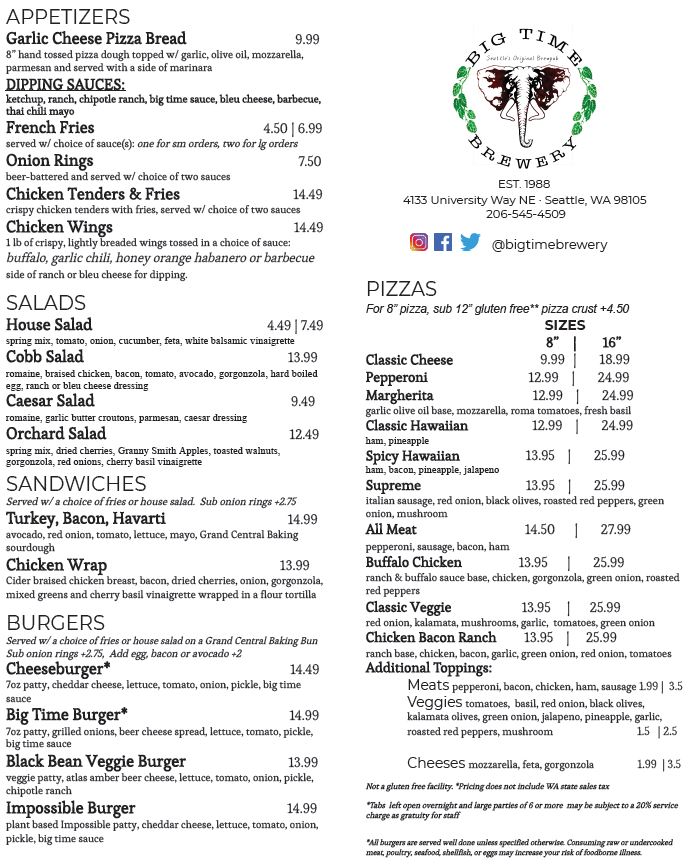 APPETIZERS
Garlic Cheese Pizza Bread 9.99
8" hand tossed pizza dough topped w/ garlic, olive oil, mozzarella,
parmesan and served with a side of marinara
DIPPING SAUCES:
ketchup, ranch, chipotle ranch, big time sauce, bleu cheese, barbecue,
thai chili mayo
French Fries 4.50 | 6.99
served w/ choice of sauce(s): one for sm orders, two for lg orders
Onion Rings 7.50
beer-battered and served w/ choice of two sauces
Chicken Tenders & Fries 14.49
crispy chicken tenders with fries, served w/ choice of two sauces
Chicken Wings 14.49
1 lb of crispy, lightly breaded wings tossed in a choice of sauce:
buffalo, garlic chili, honey orange habanero or barbecue
side of ranch or bleu cheese for dipping.
SALADS
House Salad 4.49 | 7.49
spring mix, tomato, onion, cucumber, feta, white balsamic vinaigrette
Cobb Salad 13.99
romaine, braised chicken, bacon, tomato, avocado, gorgonzola, hard boiled
egg, ranch or bleu cheese dressing
Caesar Salad 9.49
romaine, garlic butter croutons, parmesan, caesar dressing
Orchard Salad 12.49
spring mix, dried cherries, Granny Smith Apples, toasted walnuts,
gorgonzola, red onions, cherry basil vinaigrette
SANDWICHES
Served w/ a choice of fries or house salad. Sub onion rings +2.75
Turkey, Bacon, Havarti 14.99
avocado, red onion, tomato, lettuce, mayo, Grand Central Baking
sourdough
Chicken Wrap 13.99
Cider braised chicken breast, bacon, dried cherries, onion, gorgonzola,
mixed greens and cherry basil vinaigrette wrapped in a flour tortilla
BURGERS
Served w/ a choice of fries or house salad on a Grand Central Baking Bun
Sub onion rings +2.75, Add egg, bacon or avocado +2
Cheeseburger* 14.49
7oz patty, cheddar cheese, lettuce, tomato, onion, pickle, big time
sauce
Big Time Burger* 14.99
7oz patty, grilled onions, beer cheese spread, lettuce, tomato, pickle,
big time sauce
Black Bean Veggie Burger 13.99
veggie patty, atlas amber beer cheese, lettuce, tomato, onion, pickle,
chipotle ranch
Impossible Burger 14.99
plant based Impossible patty, cheddar cheese, lettuce, tomato, onion,
pickle, big time sauce
BIG TIME
Seattle's Original Brewpub
BREWERY
EST. 1988
4133 University Way NE · Seattle, WA 98105
206-545-4509
@bigtimebrewery
PIZZAS
For 8" pizza, sub 12" gluten free** pizza crust +4.50
SIZES
8" | 16"
Classic Cheese 9.99 | 18.99
Pepperoni 12.99 | 24.99
Margherita 12.99 | 24.99
garlic olive oil base, mozzarella, roma tomatoes, fresh basil
Classic Hawaiian 12.99 | 24.99
ham, pineapple
Spicy Hawaiian 13.95 | 25.99
ham, bacon, pineapple, jalapeno
Supreme 13.95 | 25.99
italian sausage, red onion, black olives, roasted red peppers, green
onion, mushroom
All Meat 14.50 | 27.99
pepperoni, sausage, bacon, ham
Buffalo Chicken 13.95 | 25.99
ranch & buffalo sauce base, chicken, gorgonzola, green onion, roasted
red peppers
Classic Veggie 13.95 | 25.99
red onion, kalamata, mushrooms, garlic, tomatoes, green onion
Chicken Bacon Ranch 13.95 | 25.99
ranch base, chicken, bacon, garlic, green onion, red onion, tomatoes
Additional Toppings:
Meats pepperoni, bacon, chicken, ham, sausage 1.99 | 3.5
Veggies tomatoes, basil, red onion, black olives,
kalamata olives, green onion, jalapeno, pineapple, garlic,
roasted red peppers, mushroom 1.5 | 2.5
Cheeses mozzarella, feta, gorgonzola 1.99 | 3.5
Not a gluten free facility. *Pricing does not include WA state sales tax
*Tabs left open overnight and large parties of 6 or more may be subject to a 20% service
charge as gratuity for staff
*All burgers are served well done unless specified otherwise. Consuming raw or undercooked
meat, poultry, seafood, shellfish, or eggs may increase your risk of foodborne illness.